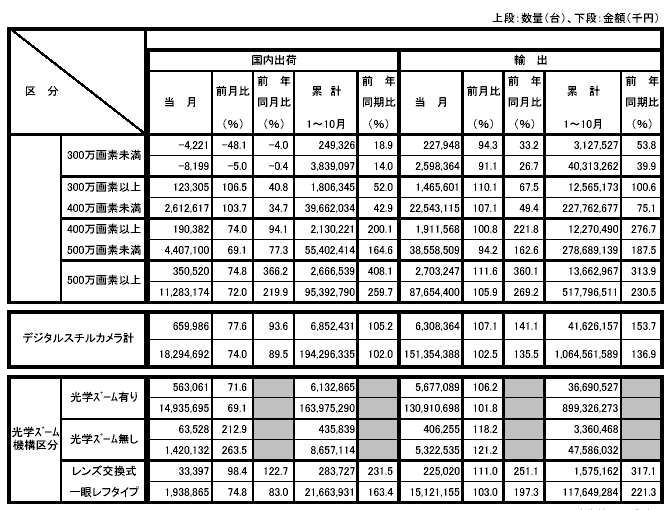 上段：数量（台）、下段：金額（千円）
区 分
国内出荷 輸 出
当 月 前月比（%） 前 年 同月比（%） 累 計 1～10月 前 年 同期比（%） 当 月 前月比（%） 前 年 同月比（%） 累 計 1～10月 前 年 同期比（%）
300万画素未満
-4,221 -48.1 -4.0 249,326 18.9 227,948 94.3 33.2 3,127,527 53.8
-8,199 -5.0 -0.4 3,839,097 14.0 2,598,364 91.1 26.7 40,313,262 39.9
300万画素以上 123,305 106.5 40.8 1,806,345 52.0 1,465,601 110.1 67.5 12,565,173 100.6
400万画素未満 2,612,617 103.7 34.7 39,662,034 42.9 22,543,115 107.1 49.4 227,762,677 75.1
400万画素以上 190,382 74.0 94.1 2,130,221 200.1 1,911,568 100.8 221.8 12,270,490 276.7
500万画素未満 4,407,100 69.1 77.3 55,402,414 164.6 38,558,509 94.2 162.6 278,689,139 187.5
500万画素以上
350,520 74.8 366.2 2,666,539 408.1 2,703,247 111.6 360.1 13,662,967 313.9
11,283,174 72.0 219.9 95,392,790 259.7 87,654,400 105.9 269.2 517,796,511 230.5
デジタルスチルカメラ計
659,986 77.6 93.6 6,852,431 105.2 6,308,364 107.1 141.1 41,626,157 153.7
18,294,692 74.0 89.5 194,296,335 102.0 151,354,388 102.5 135.5 1,064,561,589 136.9
光学ｽﾞｰﾑ機構区分
光学ｽﾞｰﾑ有り
563,061 71.6 6,132,865 5,677,089 106.2 36,690,527
14,935,695 69.1 163,975,290 130,910,698 101.8 899,326,273
光学ｽﾞｰﾑ無し
63,528 212.9 435,839 406,255 118.2 3,360,468
1,420,132 263.5 8,657,114 5,322,535 121.2 47,586,032
レンズ交換式 33,397 98.4 122.7 283,727 231.5 225,020 111.0 251.1 1,575,162 317.1
一眼レフタイプ 1,938,865 74.8 83.0 21,663,931 163.4 15,121,155 103.0 197.3 117,649,284 221.3